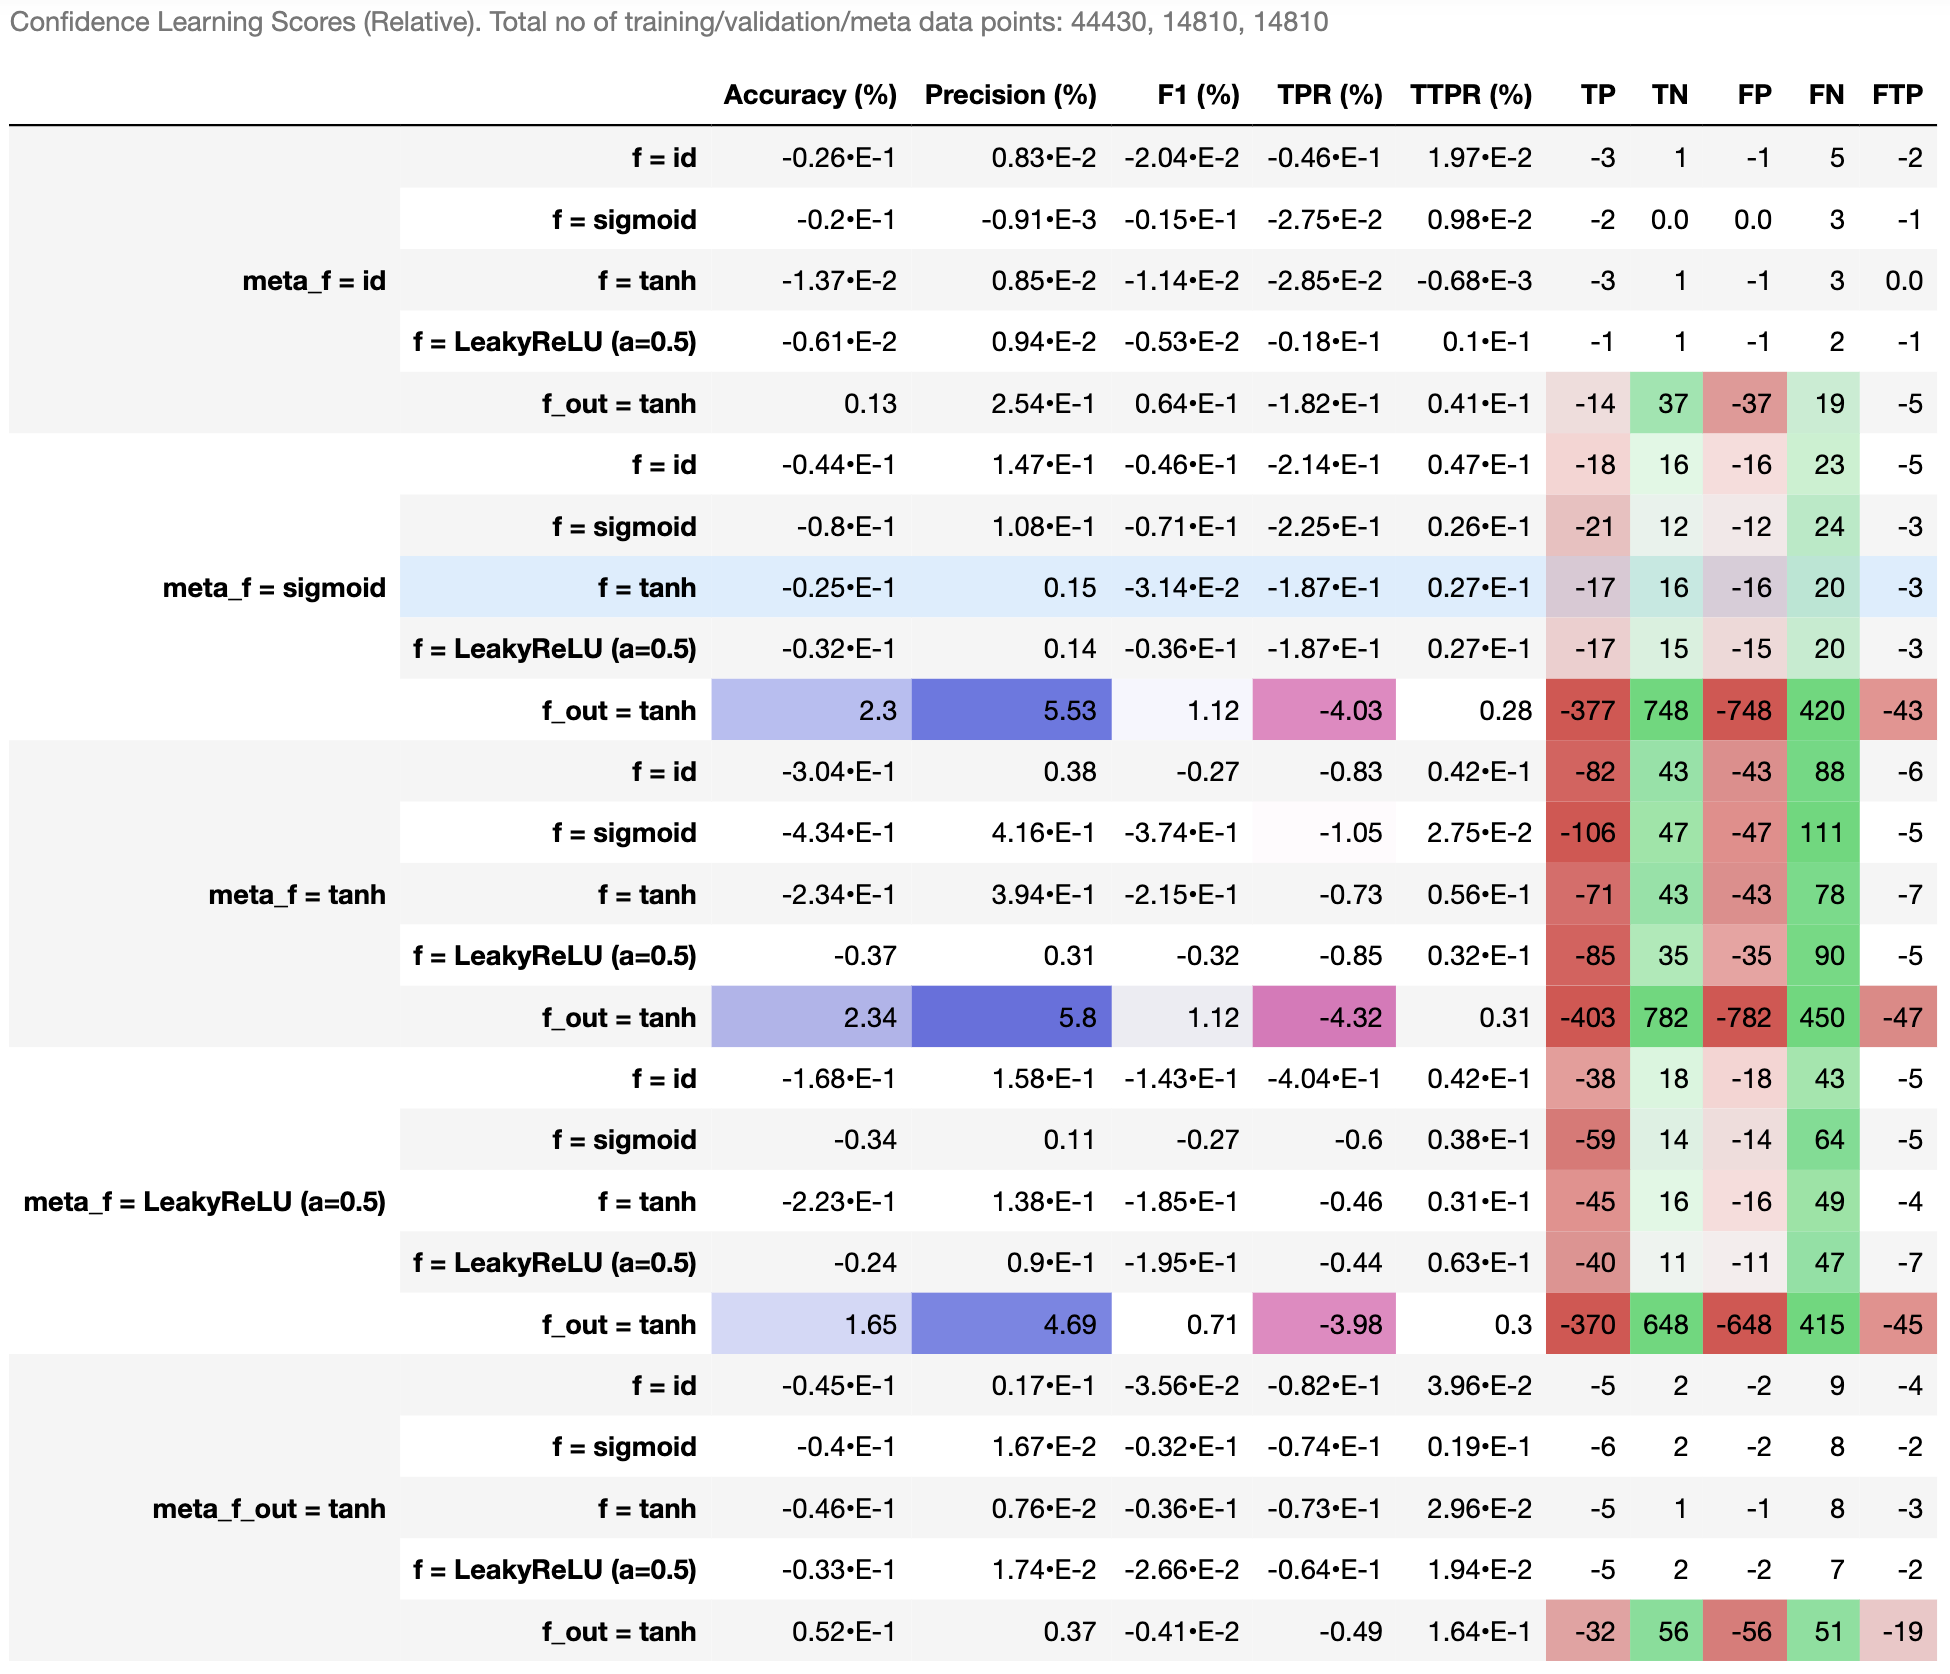 Confidence Learning Scores (Relative). Total no of training/validation/meta data points: 44430, 14810, 14810
Accuracy (%) Precision (%) F1 (%) TPR (%) TTPR (%) TP TN FP FN FTP
f = id -0.26•E-1 0.83•E-2 -2.04•E-2 -0.46•E-1 1.97•E-2 -3 1 -1 5 -2
f = sigmoid -0.2•E-1 -0.91•E-3 -0.15•E-1 -2.75•E-2 0.98•E-2 -2 0.0 0.0 3 -1
meta_f = id f = tanh -1.37•E-2 0.85•E-2 -1.14•E-2 -2.85•E-2 -0.68•E-3 -3 1 -1 3 0.0
f = LeakyReLU (a=0.5) -0.61•E-2 0.94•E-2 -0.53•E-2 -0.18•E-1 0.1•E-1 -1 1 -1 2 -1
f_out = tanh 0.13 2.54•E-1 0.64•E-1 -1.82•E-1 0.41•E-1 -14 37 -37 19 -5
f = id -0.44•E-1 1.47•E-1 -0.46•E-1 -2.14•E-1 0.47•E-1 -18 16 -16 23 -5
f = sigmoid -0.8•E-1 1.08•E-1 -0.71•E-1 -2.25•E-1 0.26•E-1 -21 12 -12 24 -3
meta_f = sigmoid f = tanh -0.25•E-1 0.15 -3.14•E-2 -1.87•E-1 0.27•E-1 -17 16 -16 20 -3
f = LeakyReLU (a=0.5) -0.32•E-1 0.14 -0.36•E-1 -1.87•E-1 0.27•E-1 -17 15 -15 20 -3
f_out = tanh 2.3 5.53 1.12 -4.03 0.28 -377 748 -748 420 -43
f = id -3.04•E-1 0.38 -0.27 -0.83 0.42•E-1 -82 43 -43 88 -6
f = sigmoid -4.34•E-1 4.16•E-1 -3.74•E-1 -1.05 2.75•E-2 -106 47 -47 111 -5
meta_f = tanh f = tanh -2.34•E-1 3.94•E-1 -2.15•E-1 -0.73 0.56•E-1 -71 43 -43 78 -7
f = LeakyReLU (a=0.5) -0.37 0.31 -0.32 -0.85 0.32•E-1 -85 35 -35 90 -5
f_out = tanh 2.34 5.8 1.12 -4.32 0.31 -403 782 -782 450 -47
f = id -1.68•E-1 1.58•E-1 -1.43•E-1 -4.04•E-1 0.42•E-1 -38 18 -18 43 -5
f = sigmoid -0.34 0.11 -0.27 -0.6 0.38•E-1 -59 14 -14 64 -5
meta_f = LeakyReLU (a=0.5) f = tanh -2.23•E-1 1.38•E-1 -1.85•E-1 -0.46 0.31•E-1 -45 16 -16 49 -4
f = LeakyReLU (a=0.5) -0.24 0.9•E-1 -1.95•E-1 -0.44 0.63•E-1 -40 11 -11 47 -7
f_out = tanh 1.65 4.69 0.71 -3.98 0.3 -370 648 -648 415 -45
f = id -0.45•E-1 0.17•E-1 -3.56•E-2 -0.82•E-1 3.96•E-2 -5 2 -2 9 -4
f = sigmoid -0.4•E-1 1.67•E-2 -0.32•E-1 -0.74•E-1 0.19•E-1 -6 2 -2 8 -2
meta_f_out = tanh f = tanh -0.46•E-1 0.76•E-2 -0.36•E-1 -0.73•E-1 2.96•E-2 -5 1 -1 8 -3
f = LeakyReLU (a=0.5) -0.33•E-1 1.74•E-2 -2.66•E-2 -0.64•E-1 1.94•E-2 -5 2 -2 7 -2
f_out = tanh 0.52•E-1 0.37 -0.41•E-2 -0.49 1.64•E-1 -32 56 -56 51 -19